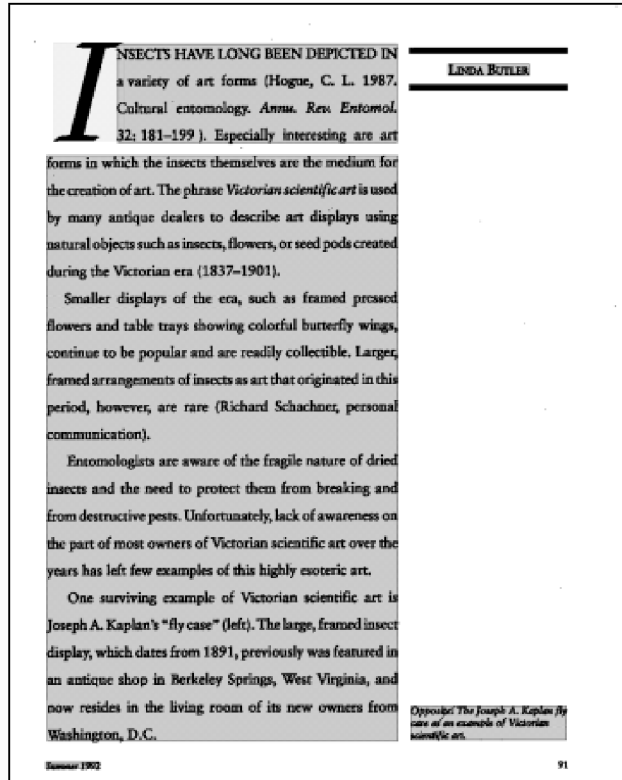 INSECTS HAVE LONG BEEN DEPICTED IN
a variety of art forms (Hogue, C. L. 1987.
Cultural entomology. Annu. Rev. Entomol.
32: 181–199 ). Especially interesting are art
forms in which the insects themselves are the medium for
the creation of art. The phrase Victorian scientific art is used
by many antique dealers to describe art displays using
natural objects such as insects, flowers, or seed pods created
during the Victorian era (1837–1901).
Smaller displays of the era, such as framed pressed
flowers and table trays showing colorful butterfly wings,
continue to be popular and are readily collectible. Larger,
framed arrangements of insects as art that originated in this
period, however, are rare (Richard Schachner, personal
communication).
Entomologists are aware of the fragile nature of dried
insects and the need to protect them from breaking and
from destructive pests. Unfortunately, lack of awareness on
the part of most owners of Victorian scientific art over the
years has left few examples of this highly esoteric art.
One surviving example of Victorian scientific art is
Joseph A. Kaplan's "fly case" (left). The large, framed insect
display, which dates from 1891, previously was featured in
an antique shop in Berkeley Springs, West Virginia, and
now resides in the living room of its new owners from
Washington, D.C.
LINDA BUTLER
Opposite: The Joseph A. Kaplan fly
case as an example of Victorian
scientific art.
Summer 1992
91